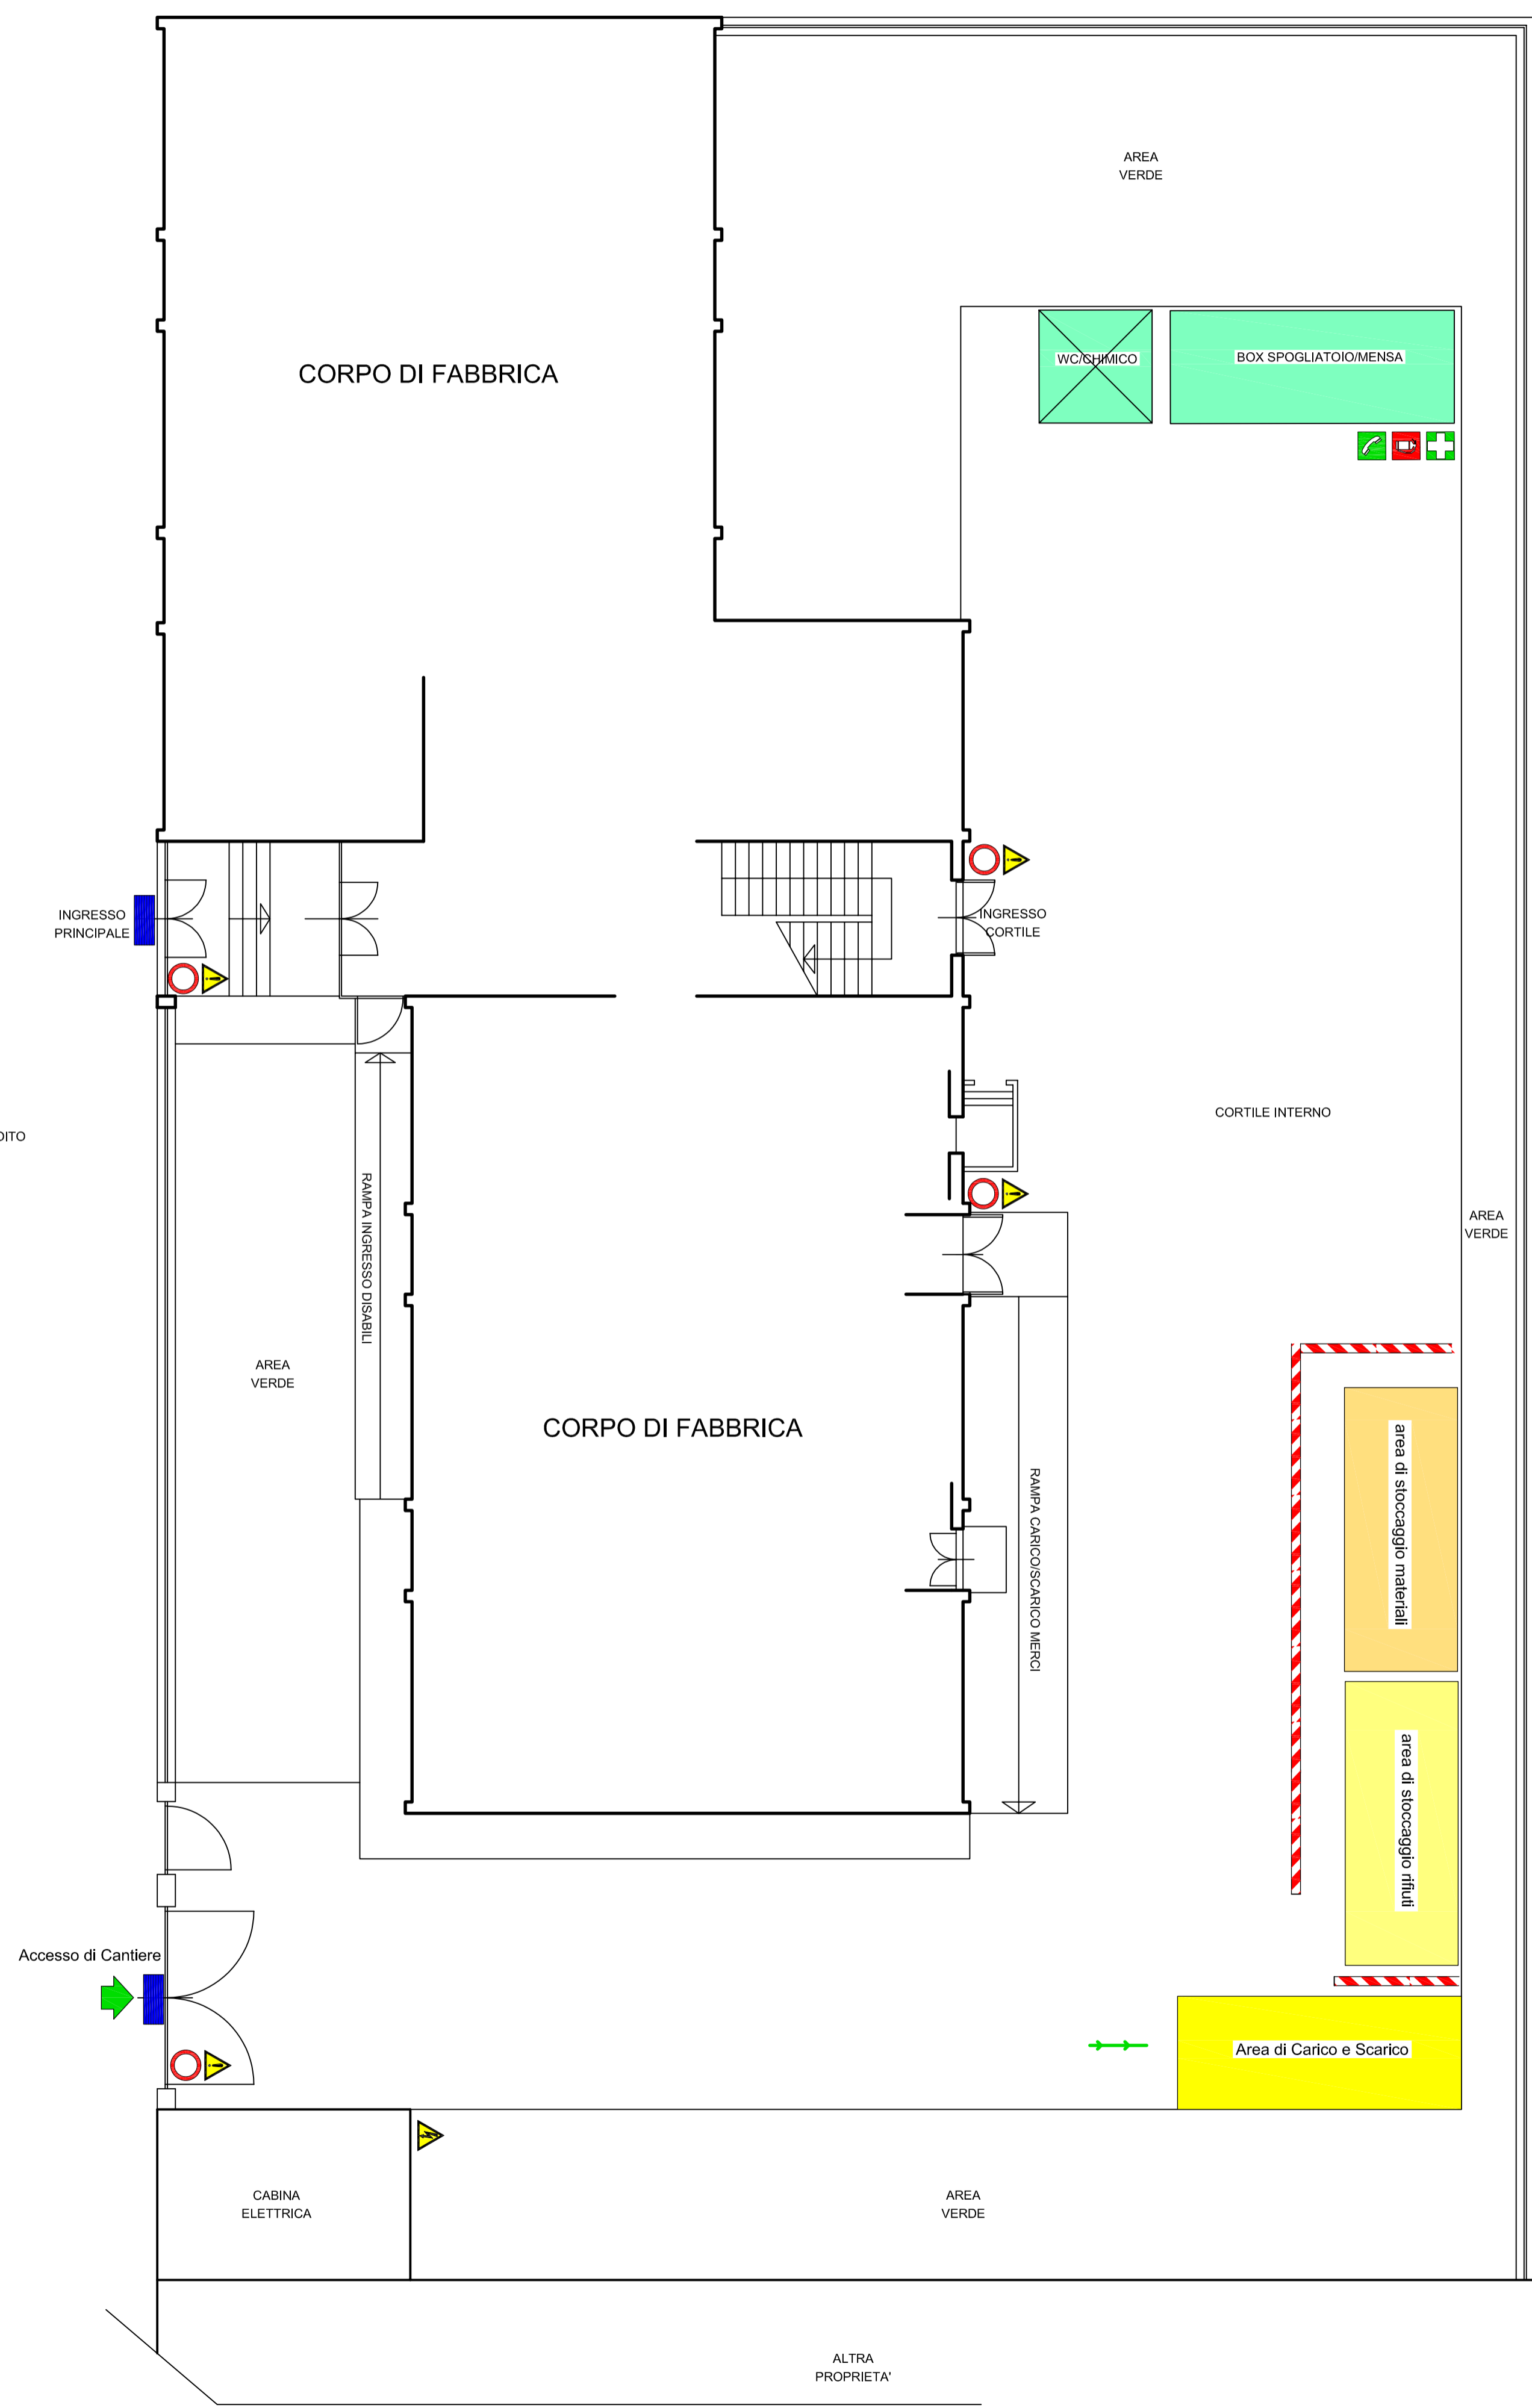 AREA
VERDE
WC/CHIMICO
BOX SPOGLIATOIO/MENSA
CORPO DI FABBRICA
INGRESSO
PRINCIPALE
INGRESSO
CORTILE
CORTILE INTERNO
DITO
RAMPA INGRESSO DISABILI
AREA
VERDE
AREA
VERDE
CORPO DI FABBRICA
RAMPA CARICO/SCARICO MERCI
area di stoccaggio materiali
area di stoccaggio rifiuti
Accesso di Cantiere
Area di Carico e Scarico
CABINA
ELETTRICA
AREA
VERDE
ALTRA
PROPRIETA'